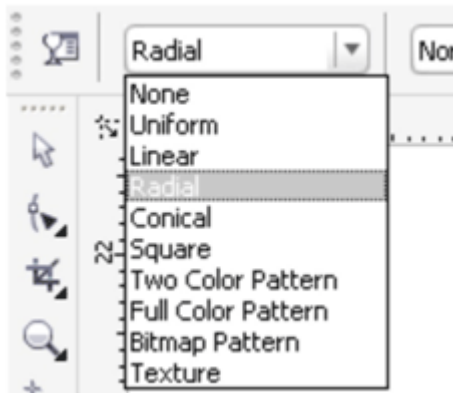 Radial
Nor
None
Uniform
Linear
Radial
Conical
22
Square
Two Color Pattern
Full Color Pattern
Bitmap Pattern
Texture